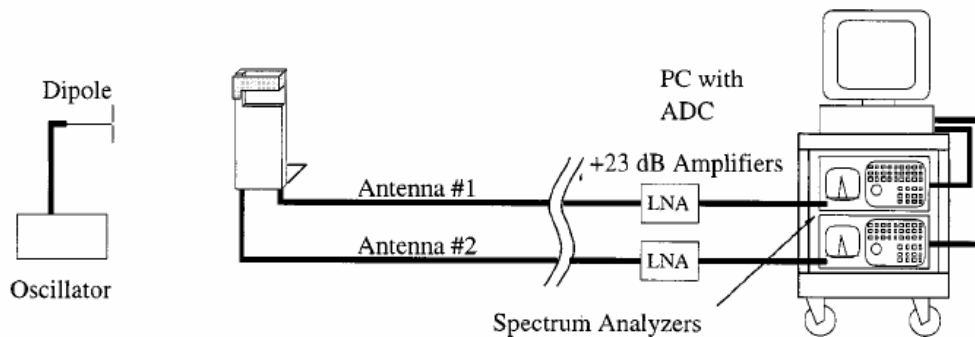 Dipole
Oscillator
Antenna #1
Antenna #2
PC with
ADC
+23 dB Amplifiers
LNA
LNA
Spectrum Analyzers